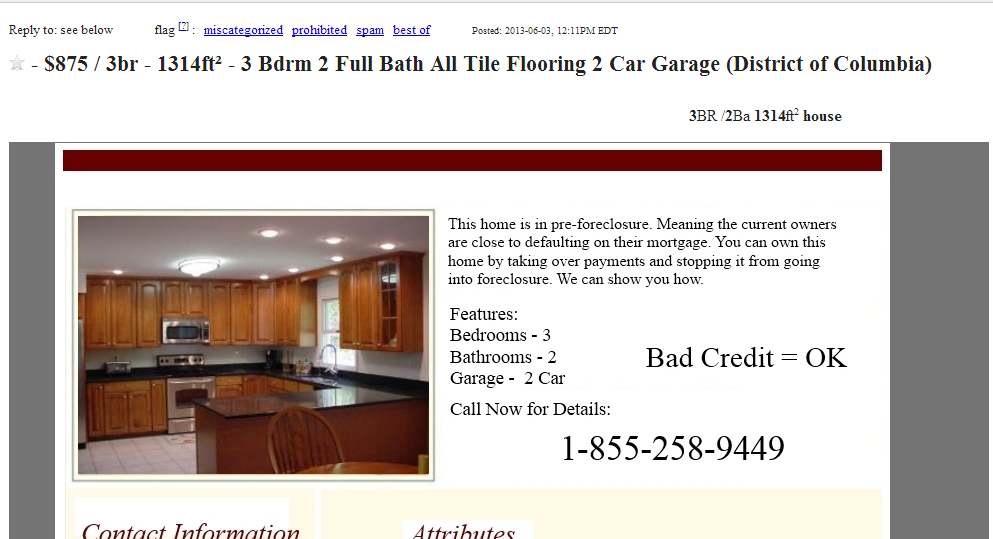 Reply to: see below flag [?] : miscategorized prohibited spam best of Posted: 2013-06-03, 12:11PM EDT
- $875 / 3br - 1314ft² - 3 Bdrm 2 Full Bath All Tile Flooring 2 Car Garage (District of Columbia)
3BR /2Ba 1314ft² house
This home is in pre-foreclosure. Meaning the current owners
are close to defaulting on their mortgage. You can own this
home by taking over payments and stopping it from going
into foreclosure. We can show you how.
Features:
Bedrooms - 3
Bathrooms - 2
Garage - 2 Car
Bad Credit = OK
Call Now for Details:
1-855-258-9449
Contact Information
Attributes